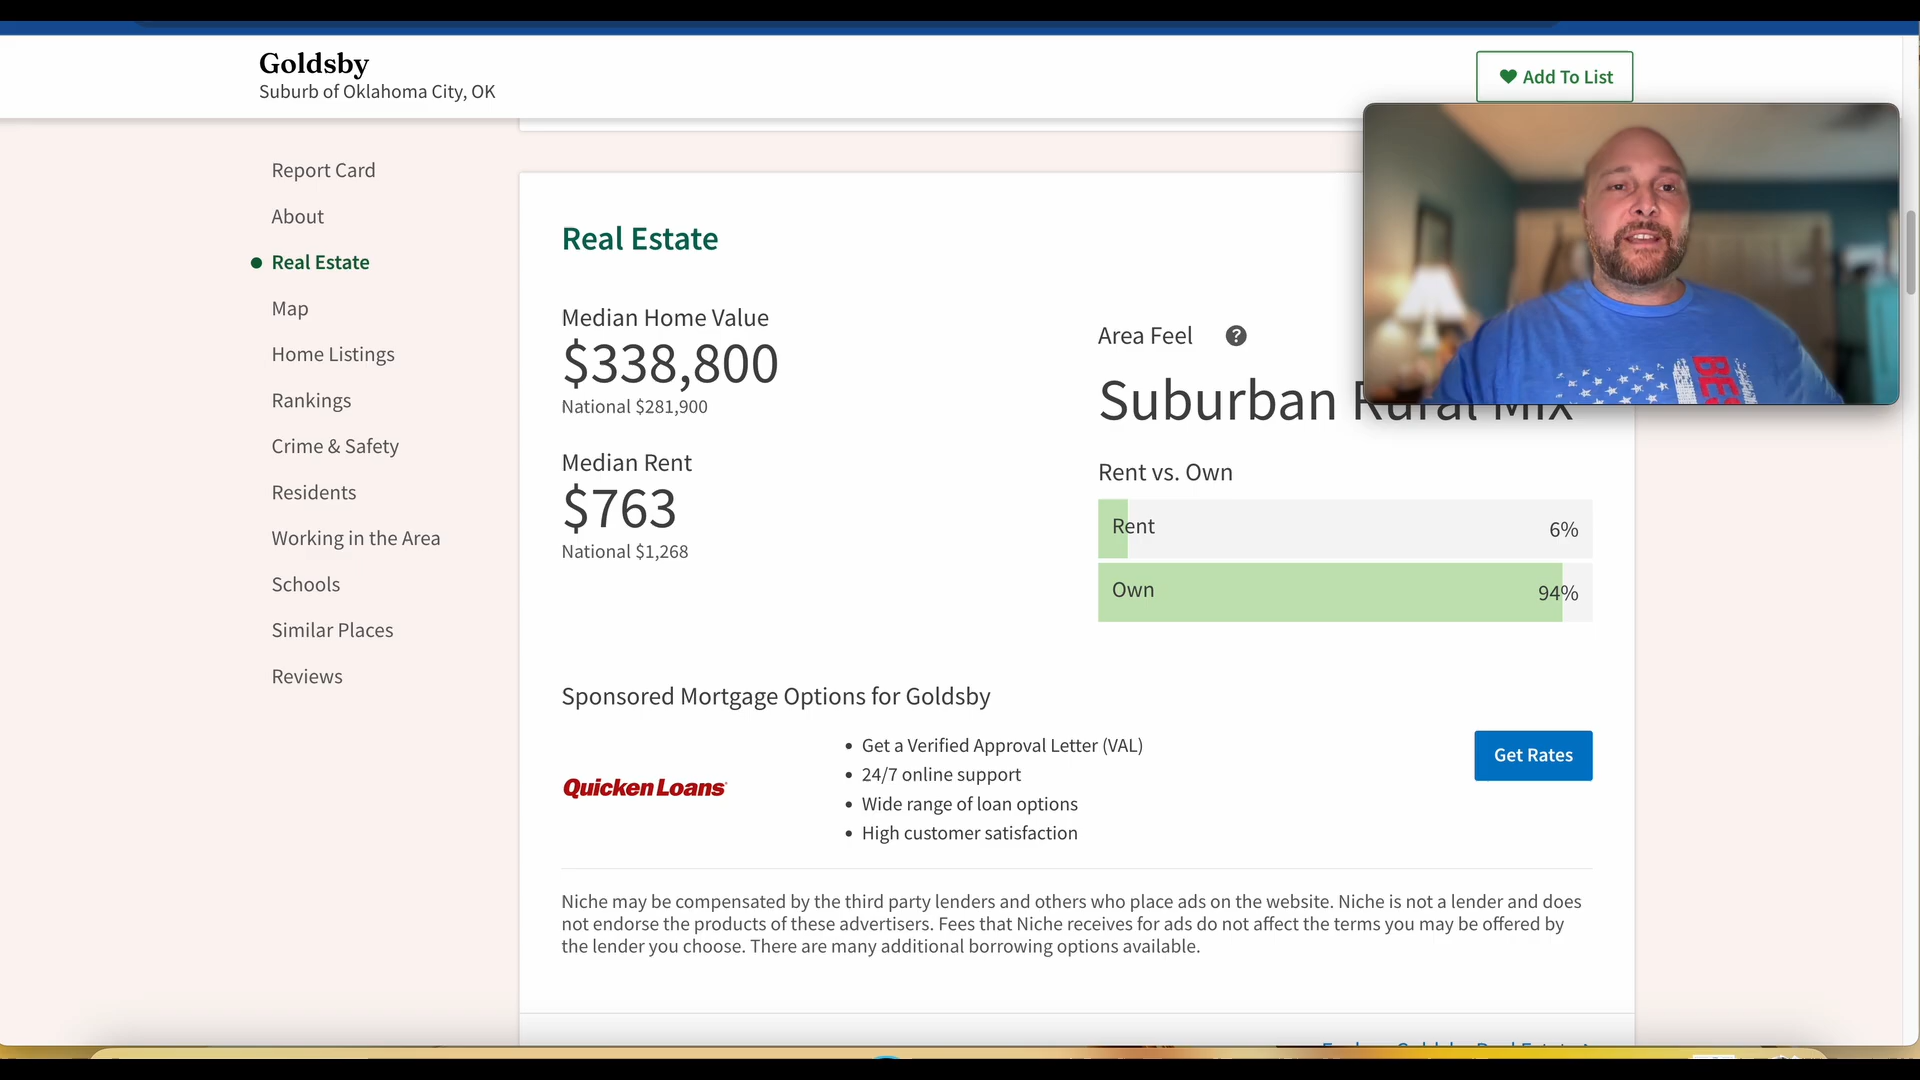 Goldsby
Suburb of Oklahoma City, OK
Add To List
Report Card
About
Real Estate
Map
Home Listings
Rankings
Crime & Safety
Residents
Working in the Area
Schools
Similar Places
Reviews
Real Estate
Median Home Value
$338,800
National $281,900
Median Rent
$763
National $1,268
Area Feel ?
Suburban Rural Mix
Rent vs. Own
Rent 6%
Own 94%
BES
Sponsored Mortgage Options for Goldsby
Quicken Loans
• Get a Verified Approval Letter (VAL)
• 24/7 online support
• Wide range of loan options
• High customer satisfaction
Get Rates
Niche may be compensated by the third party lenders and others who place ads on the website. Niche is not a lender and does
not endorse the products of these advertisers. Fees that Niche receives for ads do not affect the terms you may be offered by
the lender you choose. There are many additional borrowing options available.